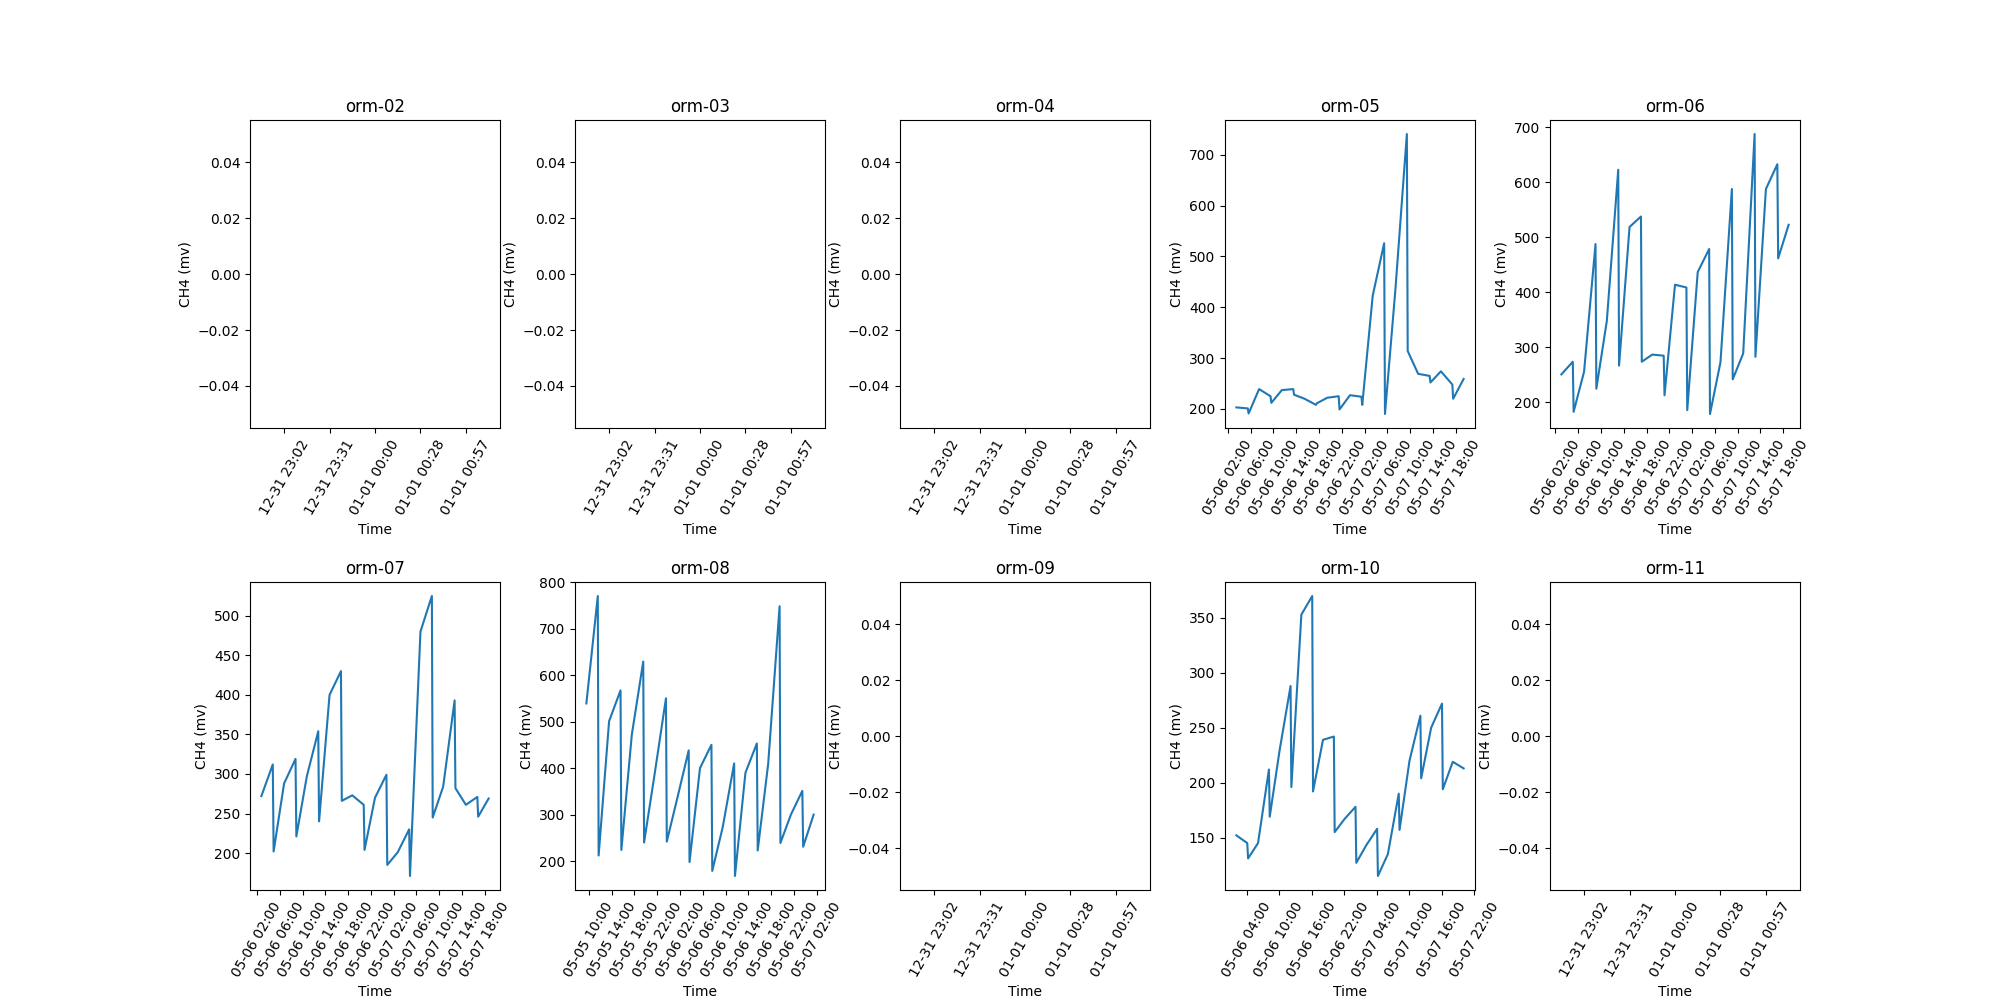 orm-02 orm-03 orm-04 orm-05 orm-06
CH4 (mv)
0.04
0.02
0.00
−0.02
−0.04
12-31 23:02 12-31 23:31 01-01 00:00 01-01 00:28 01-01 00:57
Time
CH4 (mv)
0.04
0.02
0.00
−0.02
−0.04
12-31 23:02 12-31 23:31 01-01 00:00 01-01 00:28 01-01 00:57
Time
CH4 (mv)
0.04
0.02
0.00
−0.02
−0.04
12-31 23:02 12-31 23:31 01-01 00:00 01-01 00:28 01-01 00:57
Time
CH4 (mv)
700
600
500
400
300
200
05-06 02:00 05-06 06:00 05-06 10:00 05-06 14:00 05-06 18:00 05-06 22:00 05-07 02:00 05-07 06:00 05-07 10:00 05-07 14:00 05-07 18:00
Time
CH4 (mv)
700
600
500
400
300
200
05-06 02:00 05-06 06:00 05-06 10:00 05-06 14:00 05-06 18:00 05-06 22:00 05-07 02:00 05-07 06:00 05-07 10:00 05-07 14:00 05-07 18:00
Time
orm-07 orm-08 orm-09 orm-10 orm-11
CH4 (mv)
500
450
400
350
300
250
200
05-06 02:00 05-06 06:00 05-06 10:00 05-06 14:00 05-06 18:00 05-06 22:00 05-07 02:00 05-07 06:00 05-07 10:00 05-07 14:00 05-07 18:00
Time
CH4 (mv)
800
700
600
500
400
300
200
05-05 10:00 05-05 14:00 05-05 18:00 05-05 22:00 05-06 02:00 05-06 06:00 05-06 10:00 05-06 14:00 05-06 18:00 05-06 22:00 05-07 02:00
Time
CH4 (mv)
0.04
0.02
0.00
−0.02
−0.04
12-31 23:02 12-31 23:31 01-01 00:00 01-01 00:28 01-01 00:57
Time
CH4 (mv)
350
300
250
200
150
05-06 04:00 05-06 10:00 05-06 16:00 05-06 22:00 05-07 04:00 05-07 10:00 05-07 16:00 05-07 22:00
Time
CH4 (mv)
0.04
0.02
0.00
−0.02
−0.04
12-31 23:02 12-31 23:31 01-01 00:00 01-01 00:28 01-01 00:57
Time